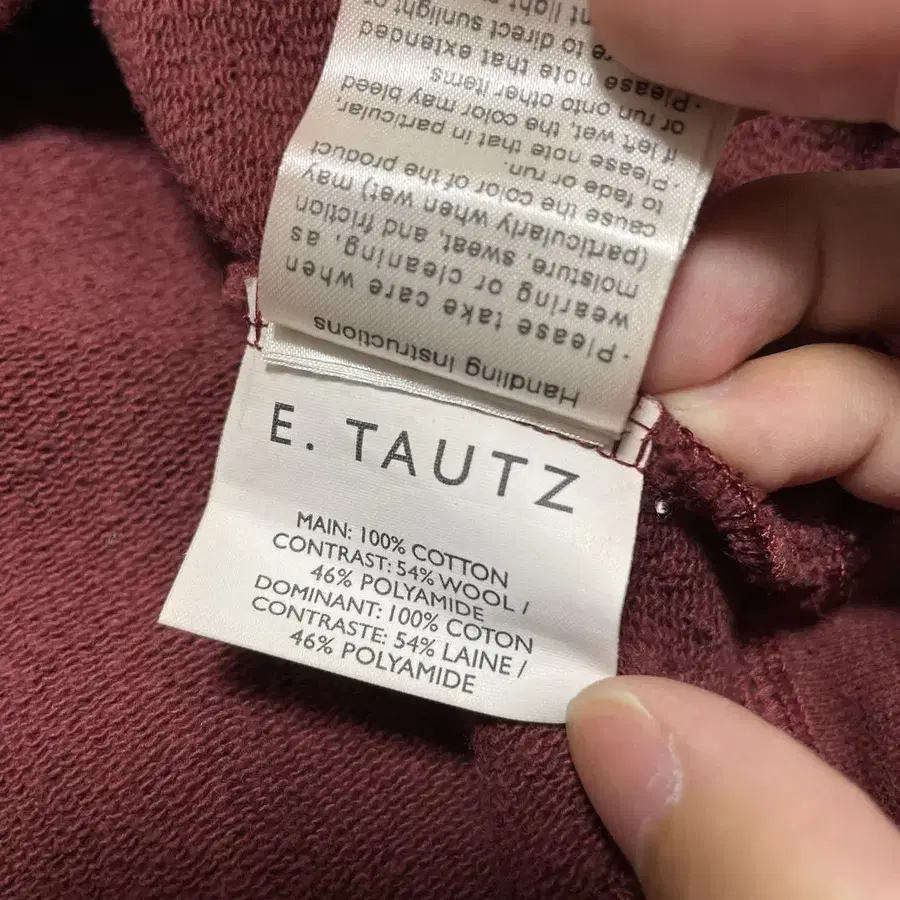 Handling Instructions
· Please take care when
wearing or cleaning, as
moisture, sweat, and friction
(particularly when wet) may
cause the color of the product
to fade or run.
· Please note that in particular,
if left wet, the color may bleed
or run onto other items
· Please note that extended
to direct sunlight or
light
E. TAUTZ
MAIN: 100% COTTON
CONTRAST: 54% WOOL /
46% POLYAMIDE
DOMINANT: 100% COTON
CONTRASTE: 54% LAINE /
46% POLYAMIDE